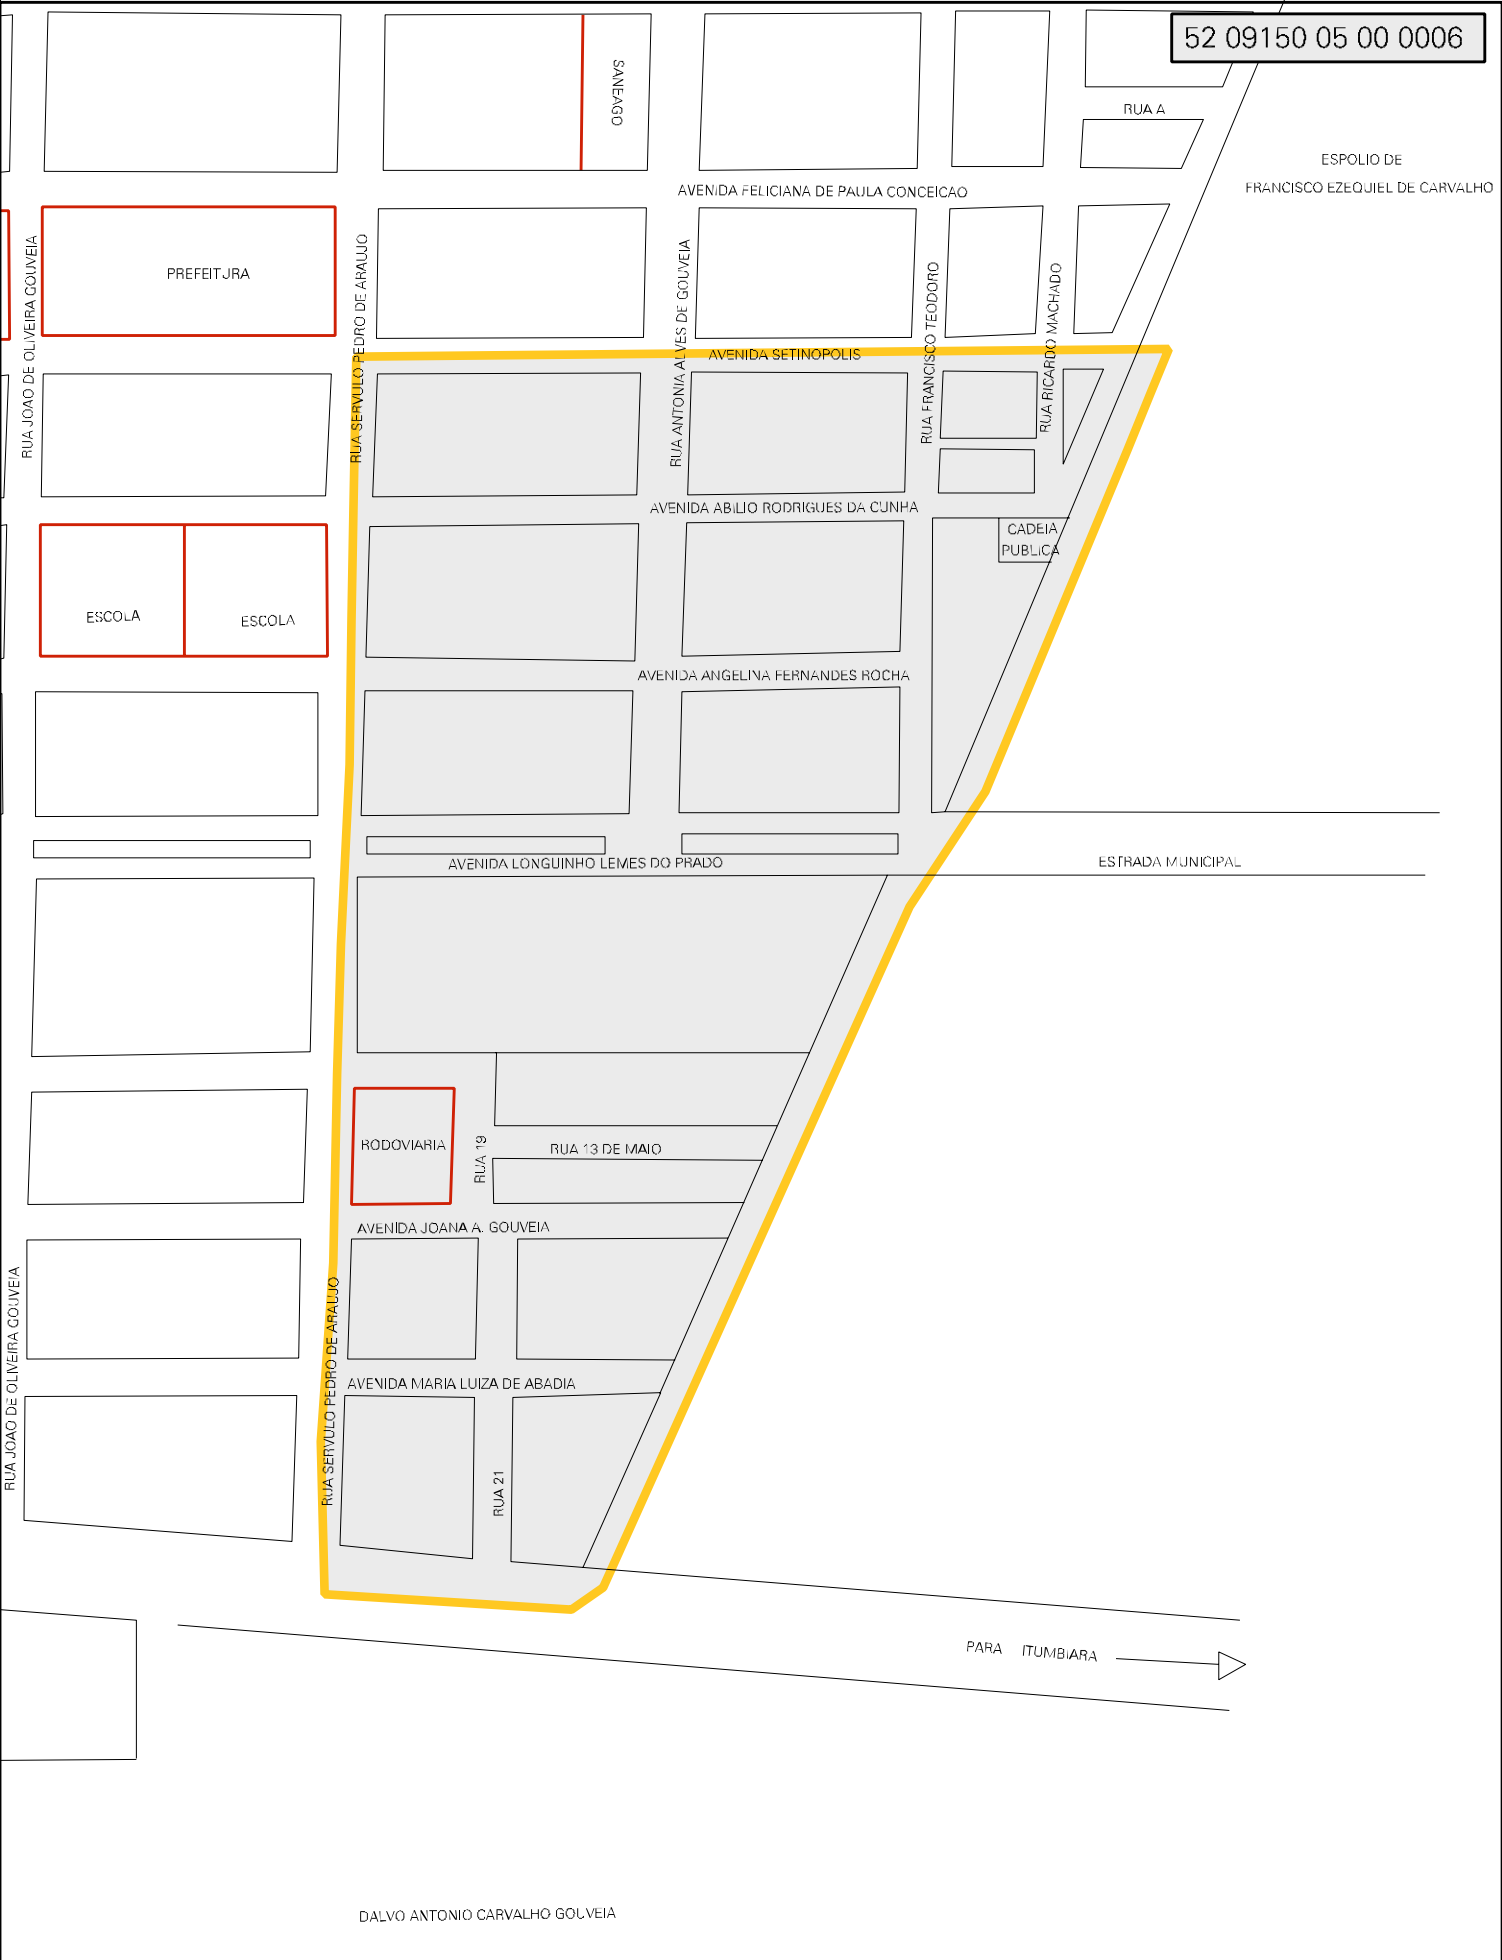 52 09150 05 00 0006
SANEAGO
RUA A
ESPOLIO DE
FRANCISCO EZEQUIEL DE CARVALHO
AVENIDA FELICIANA DE PAULA CONCEICAO
RUA JOAO DE OLIVEIRA GOUVEIA
PREFEITJRA
RUA SERVULO PEDRO DE ARAUJO
RUA ANTONIA ALVES DE GOUVEIA
RUA FRANCISCO TEODORO
RUA RICARDO MACHADO
AVENIDA SETINOPOLIS
AVENIDA ABILIO RODRIGUES DA CUNHA
CADEIA
PUBLICA
ESCOLA
ESCOLA
AVENIDA ANGELINA FERNANDES ROCHA
AVENIDA LONGUINHO LEMES DO PRADO
ESTRADA MUNICIPAL
RODOVIARIA
RUA 19
RUA 13 DE MAIO
AVENIDA JOANA A. GOUVEIA
RUA JOAO DE OLIVEIRA GOUVEIA
RUA SERVULO PEDRO DE ARAUJO
AVENIDA MARIA LUIZA DE ABADIA
RUA 21
PARA ITUMBIARA
DALVO ANTONIO CARVALHO GOUVEIA